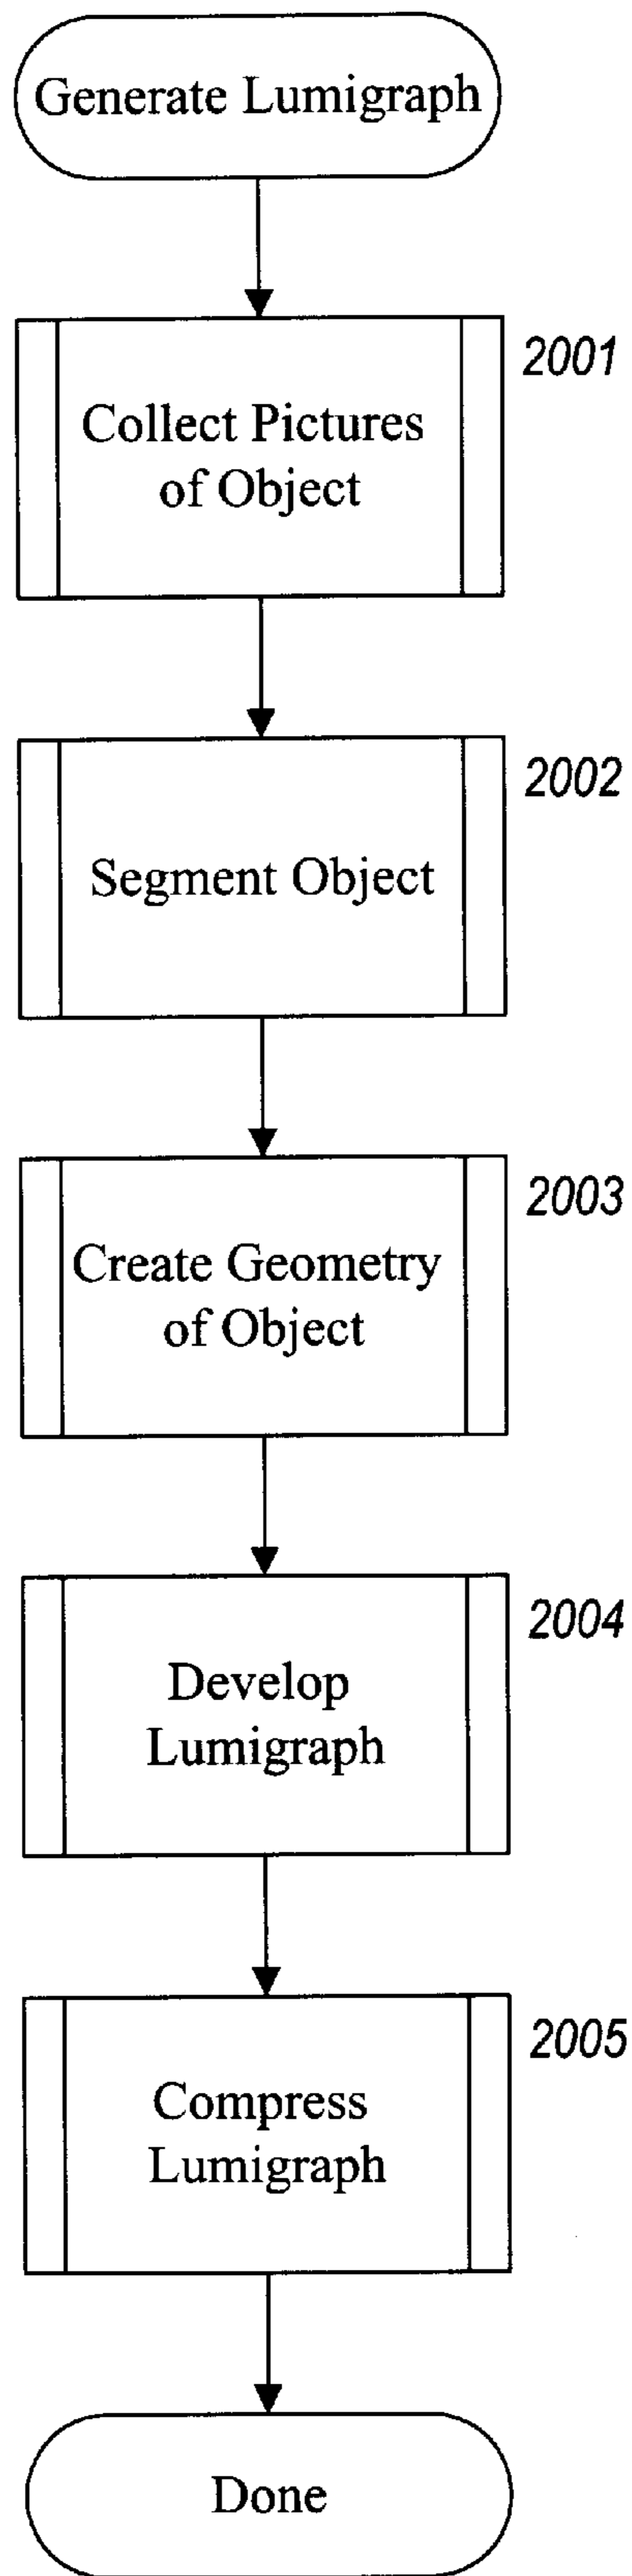 Generate Lumigraph
2001
Collect Pictures
of Object
2002
Segment Object
2003
Create Geometry
of Object
2004
Develop
Lumigraph
2005
Compress
Lumigraph
Done